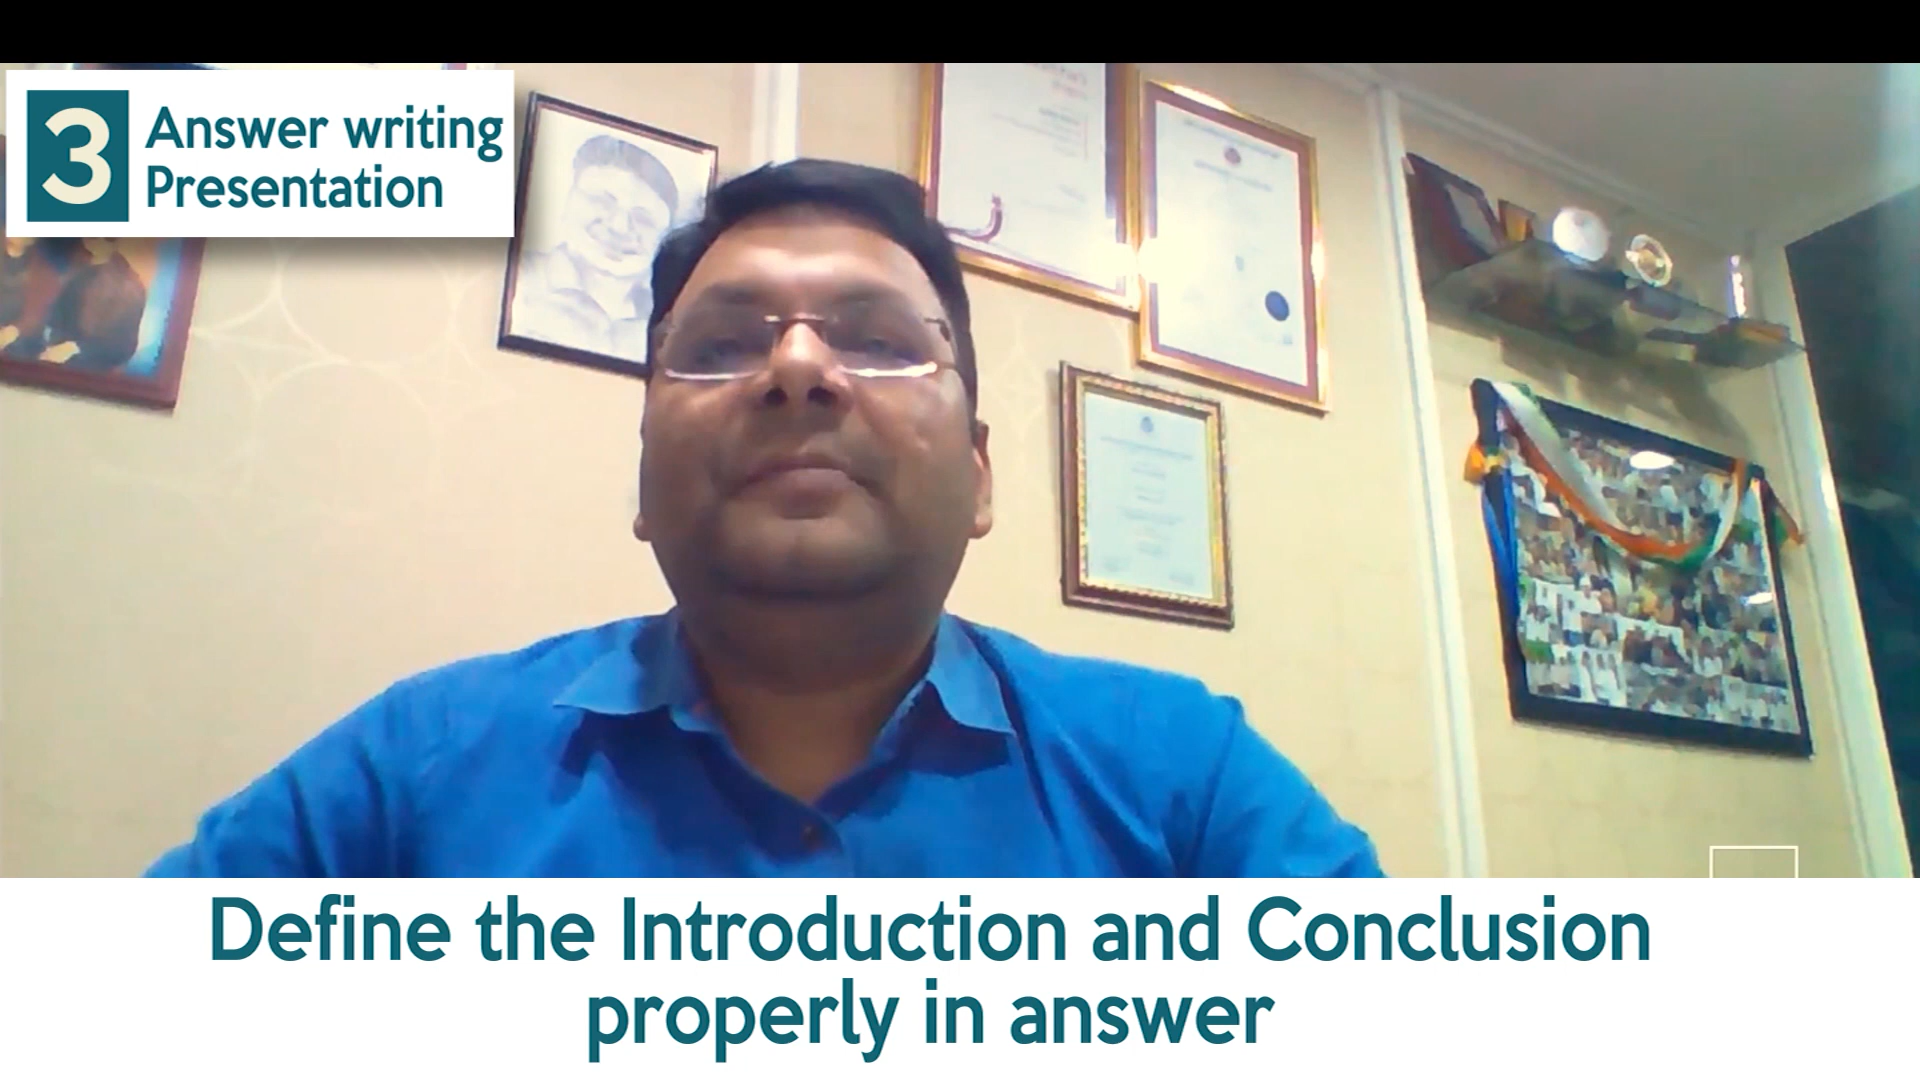 3
Answer writing
Presentation
Define the Introduction and Conclusion
properly in answer